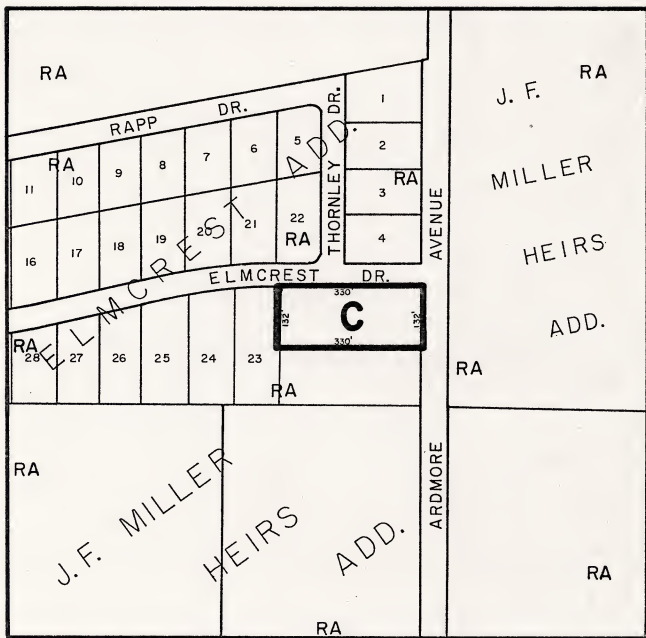 RA
RA
J. F.
MILLER
HEIRS
ADD.
RAPP DR.
THORNLEY DR.
1
2
3
4
RA
AVENUE
RA
5
6
7
8
9
10
11
ELMCREST ADD.
16
17
18
19
20
21
22
RA
ELMCREST DR.
330'
132'
C
132'
330'
RA
28
27
26
25
24
23
RA
RA
ARDMORE
RA
J.F. MILLER
HEIRS
ADD.
RA
RA